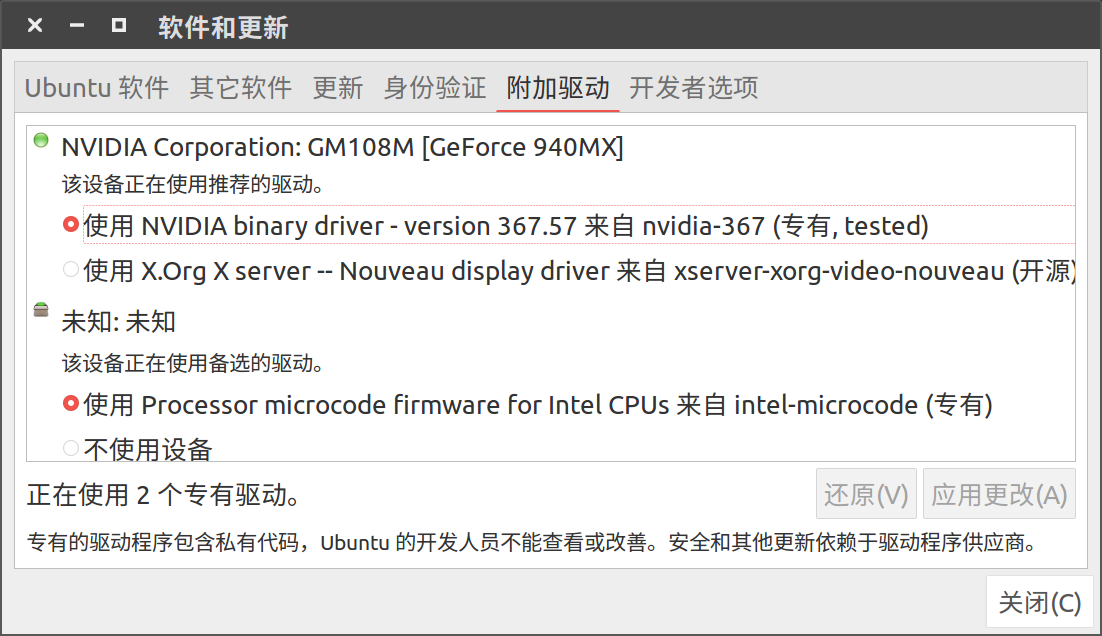 软件和更新
Ubuntu 软件 其它软件 更新 身份验证 附加驱动 开发者选项
NVIDIA Corporation: GM108M [GeForce 940MX]
该设备正在使用推荐的驱动。
使用 NVIDIA binary driver - version 367.57 来自 nvidia-367 (专有, tested)
使用 X.Org X server -- Nouveau display driver 来自 xserver-xorg-video-nouveau (开源)
未知: 未知
该设备正在使用备选的驱动。
使用 Processor microcode firmware for Intel CPUs 来自 intel-microcode (专有)
不使用设备
正在使用 2 个专有驱动。
还原(V) 应用更改(A)
专有的驱动程序包含私有代码，Ubuntu 的开发人员不能查看或改善。安全和其他更新依赖于驱动程序供应商。
关闭(C)